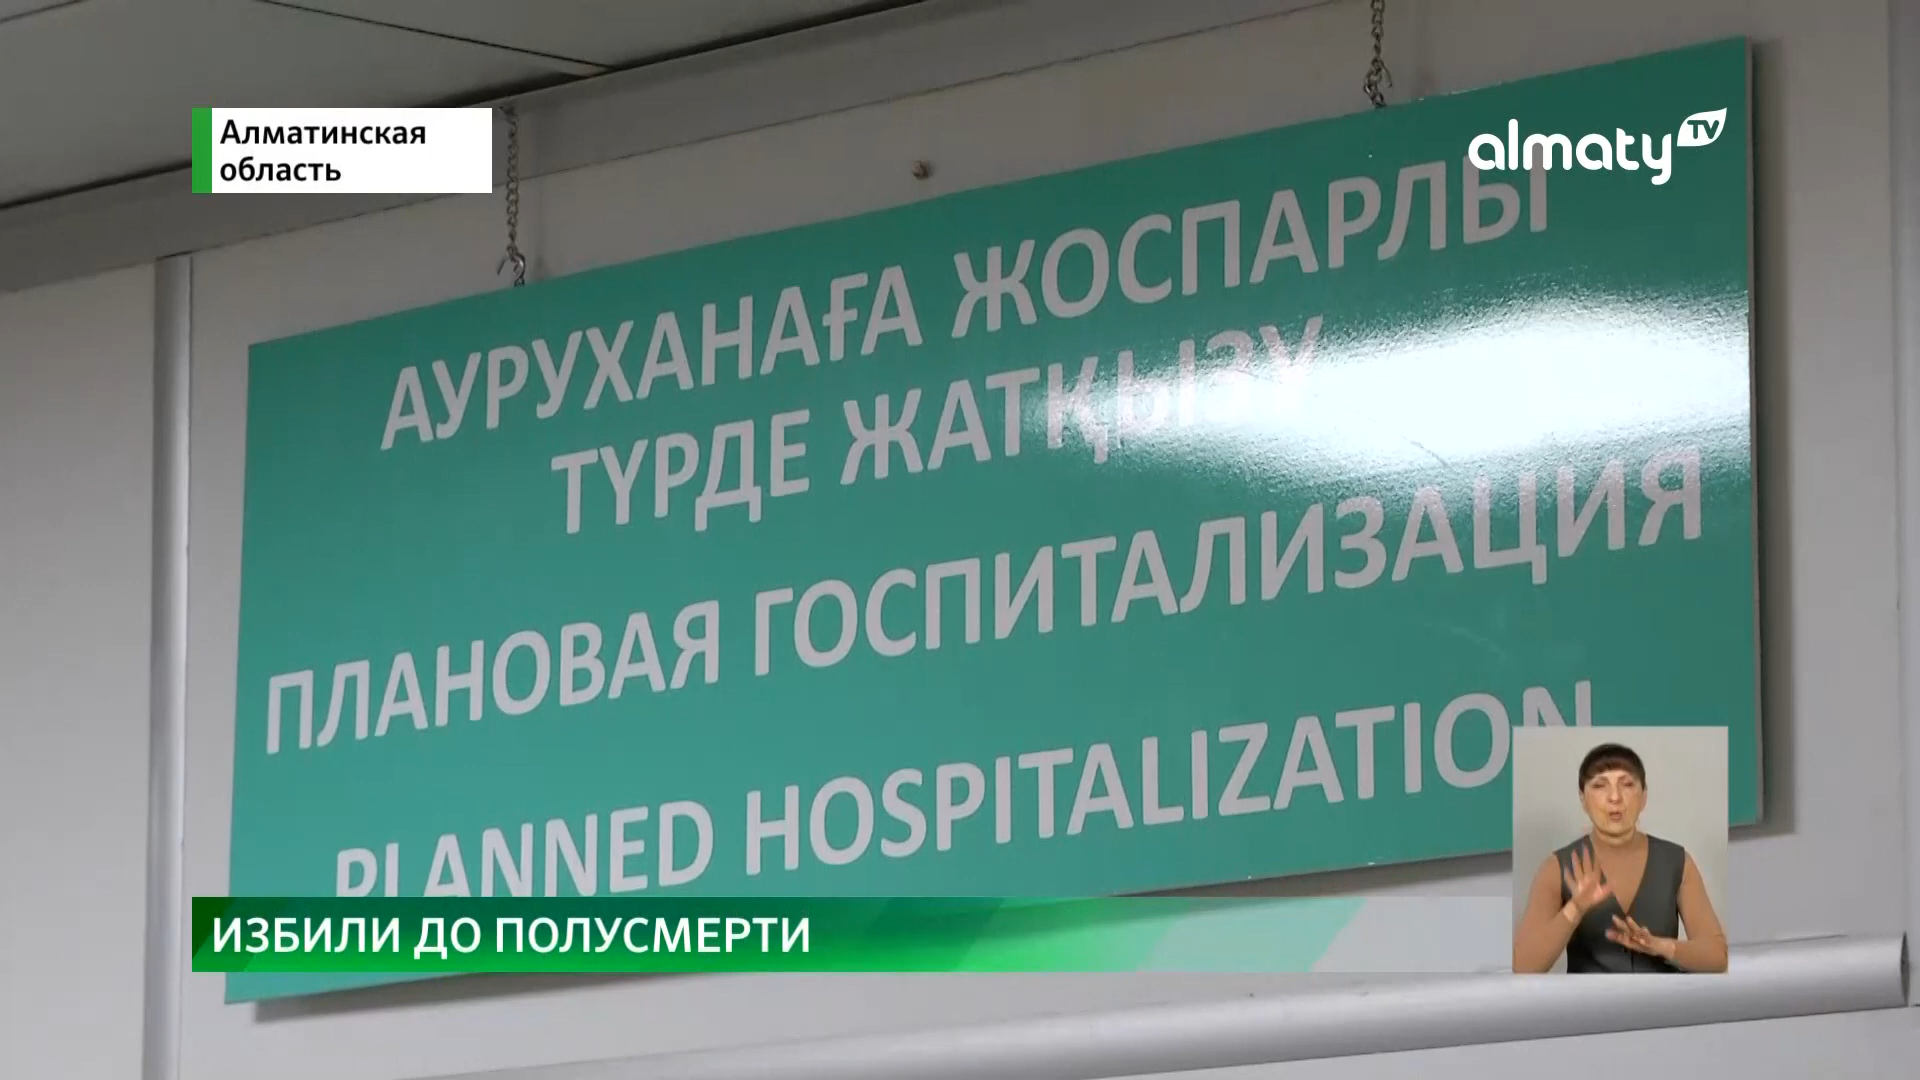 Алматинская
область
almaty TV
АУРУХАНАҒА ЖОСПАРЛЫ
ТҮРДЕ ЖАТҚЫЗУ
ПЛАНОВАЯ ГОСПИТАЛИЗАЦИЯ
PLANNED HOSPITALIZATION
ИЗБИЛИ ДО ПОЛУСМЕРТИ